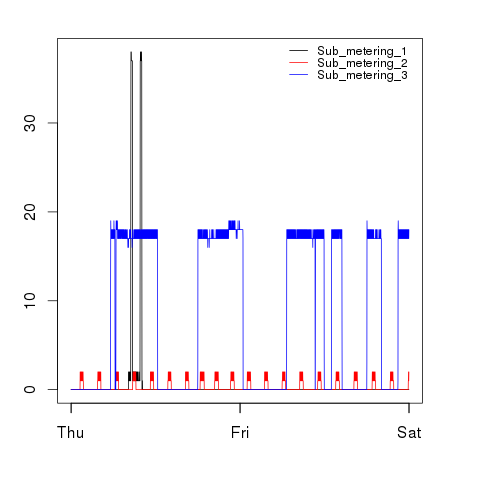 Sub_metering_1
Sub_metering_2
Sub_metering_3
30
20
10
0
Thu Fri Sat